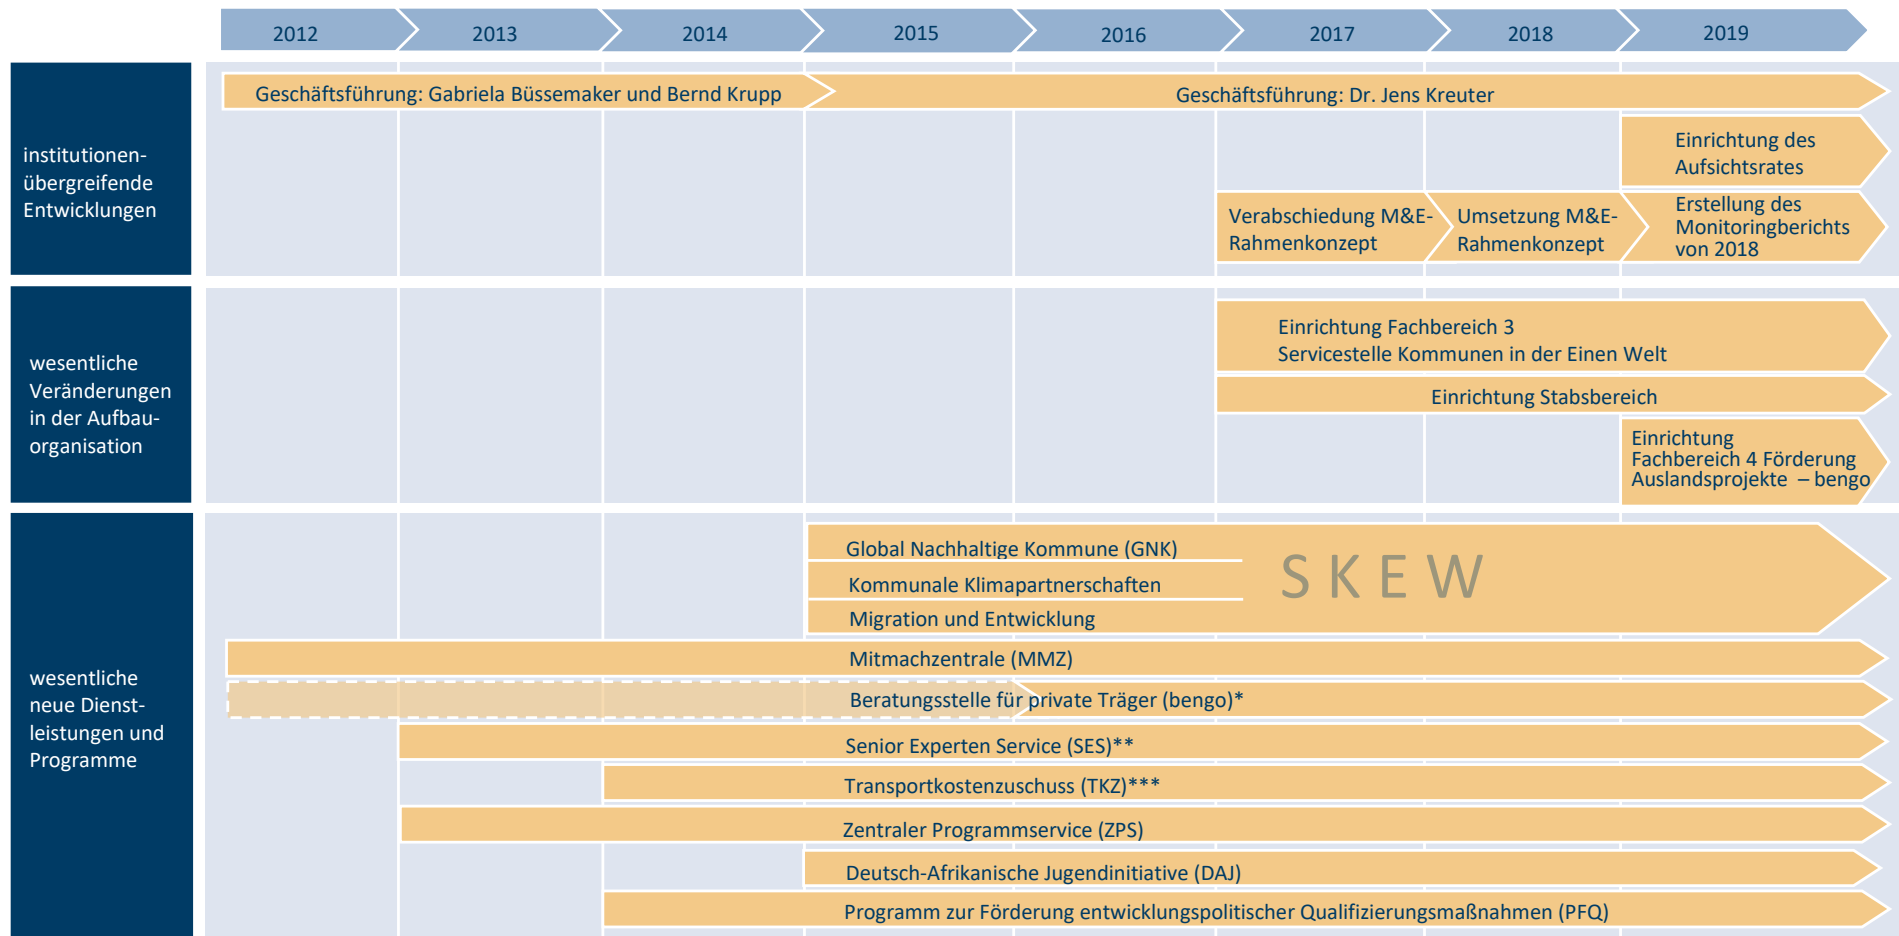 2012 2013 2014 2015 2016 2017 2018 2019
institutionen-
übergreifende
Entwicklungen
Geschäftsführung: Gabriela Büssemaker und Bernd Krupp
Geschäftsführung: Dr. Jens Kreuter
Einrichtung des
Aufsichtsrates
Verabschiedung M&E-
Rahmenkonzept
Umsetzung M&E-
Rahmenkonzept
Erstellung des
Monitoringberichts
von 2018
wesentliche
Veränderungen
in der Aufbau-
organisation
Einrichtung Fachbereich 3
Servicestelle Kommunen in der Einen Welt
Einrichtung Stabsbereich
Einrichtung
Fachbereich 4 Förderung
Auslandsprojekte – bengo
wesentliche
neue Dienst-
leistungen und
Programme
Global Nachhaltige Kommune (GNK)
Kommunale Klimapartnerschaften
Migration und Entwicklung
SKEW
Mitmachzentrale (MMZ)
Beratungsstelle für private Träger (bengo)*
Senior Experten Service (SES)**
Transportkostenzuschuss (TKZ)***
Zentraler Programmservice (ZPS)
Deutsch-Afrikanische Jugendinitiative (DAJ)
Programm zur Förderung entwicklungspolitischer Qualifizierungsmaßnahmen (PFQ)